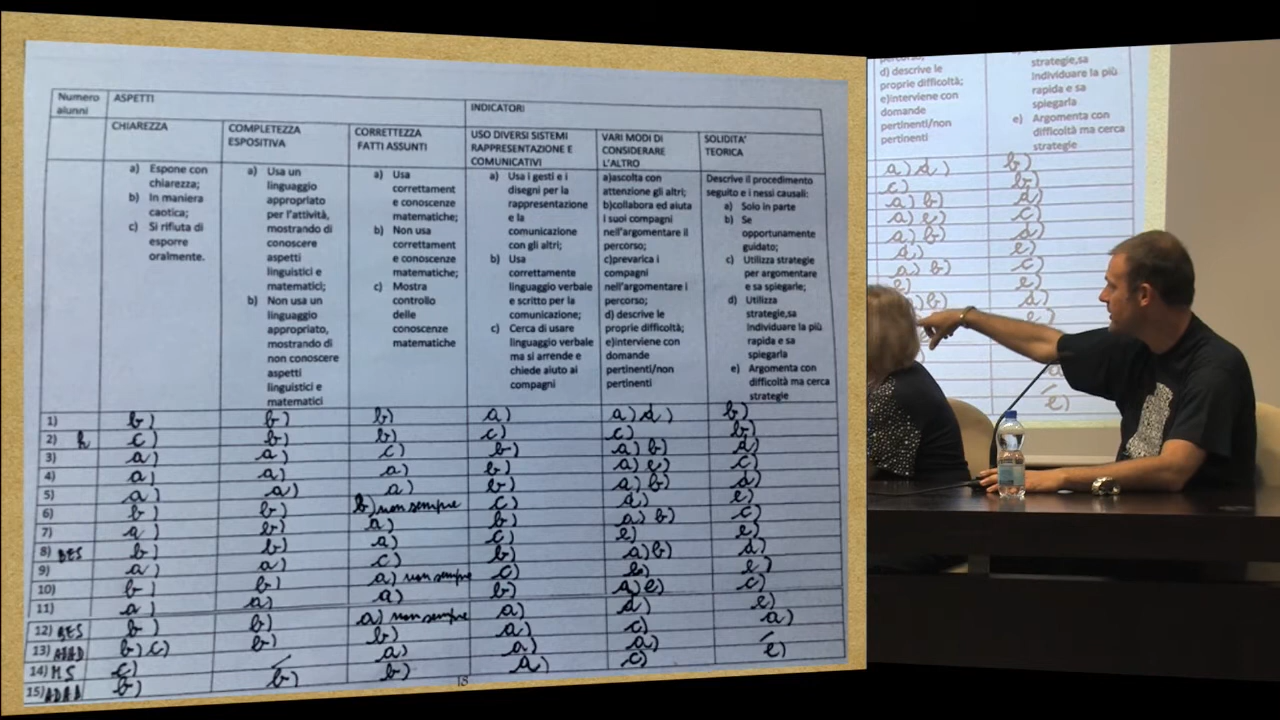 Numero alunni
ASPETTI
INDICATORI
CHIAREZZA
COMPLETEZZA ESPOSITIVA
CORRETTEZZA FATTI ASSUNTI
USO DIVERSI SISTEMI RAPPRESENTAZIONE E COMUNICATIVI
VARI MODI DI CONSIDERARE L'ALTRO
SOLIDITA' TEORICA
a) Espone con
chiarezza;
b) In maniera
caotica;
c) Si rifiuta di
esporre
oralmente.
a) Usa un
linguaggio
appropriato
per l'attività,
mostrando di
conoscere
aspetti
linguistici e
matematici;
b) Non usa un
linguaggio
appropriato,
mostrando di
non conoscere
aspetti
linguistici e
matematici
a) Usa
correttament
e conoscenze
matematiche;
b) Non usa
correttament
e conoscenze
matematiche;
c) Mostra
controllo
delle
conoscenze
matematiche
a) Usa i gesti e i
disegni per la
rappresentazione
e la
comunicazione
con gli altri;
b) Usa
correttamente
linguaggio verbale
e scritto per la
comunicazione;
c) Cerca di usare
linguaggio verbale
ma si arrende e
chiede aiuto ai
compagni
a)ascolta con
attenzione gli altri;
b)collabora ed aiuta
i suoi compagni
nell'argomentare il
percorso;
c)prevarica i
compagni
nell'argomentare i
percorso;
d) descrive le
proprie difficoltà;
e)interviene con
domande
pertinenti/non
pertinenti
Descrive il procedimento
seguito e i nessi causali:
a) Solo in parte
b) Se
opportunamente
guidato;
c) Utilizza strategie
per argomentare
e sa spiegarle;
d) Utilizza
strategie,sa
individuare la più
rapida e sa
spiegarla
e) Argomenta con
difficoltà ma cerca
strategie
1) b) b) b) a) a) d) b)
2) h c) b) b) c) c) b)
3) a) a) c) b) a) b) d)
4) a) a) a) b) a) e) c)
5) a) a) a) b) a) b) d)
6) b) b) b) non sempre c) d) e)
7) a) b) a) b) a) b) c)
8) BES b) b) a) c) e) e)
9) a) a) c) b) a) b) d)
10) b) b) a) non sempre c) b) e)
11) a) a) a) b) a) e) c)
12) BES b) b) a) non sempre a) d) e)
13) b) c) b) b) a) c) a)
14) MS c) – a) a) a) –
15) b) b) b) a) c) e)
18
d) descrive le
proprie difficoltà;
e)interviene con
domande
pertinenti/non
pertinenti
strategie,sa
individuare la più
rapida e sa
spiegarla
e) Argomenta con
difficoltà ma cerca
strategie
a) d) b)
c) b)
a) b) d)
a) e) c)
a) b) d)
d) e)
a) b) c)
e) e)
b) d)
e)
e)